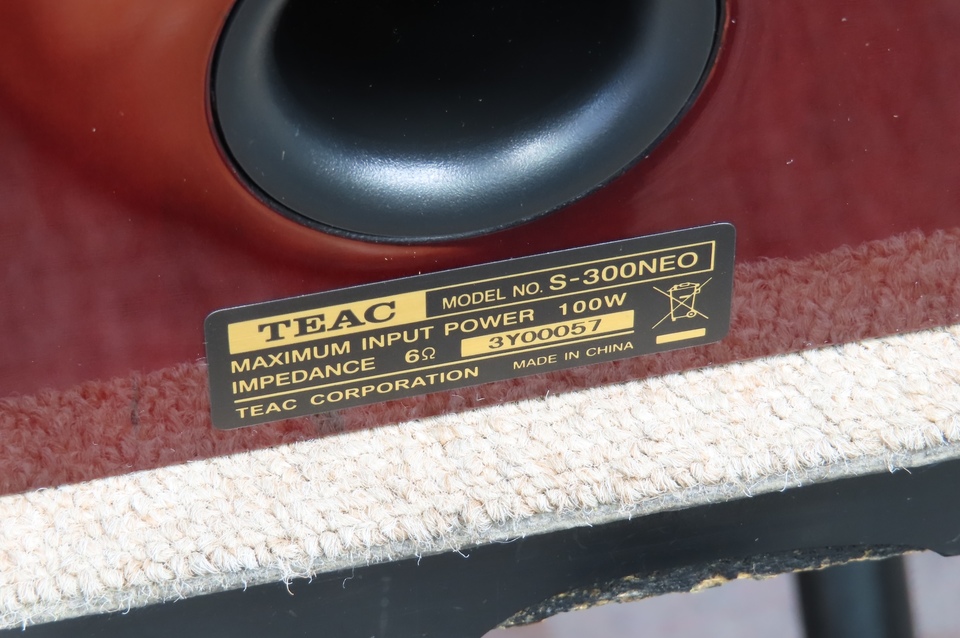 TEAC MODEL NO. S-300NEO
MAXIMUM INPUT POWER 100W
IMPEDANCE 6Ω 3Y00057
TEAC CORPORATION MADE IN CHINA